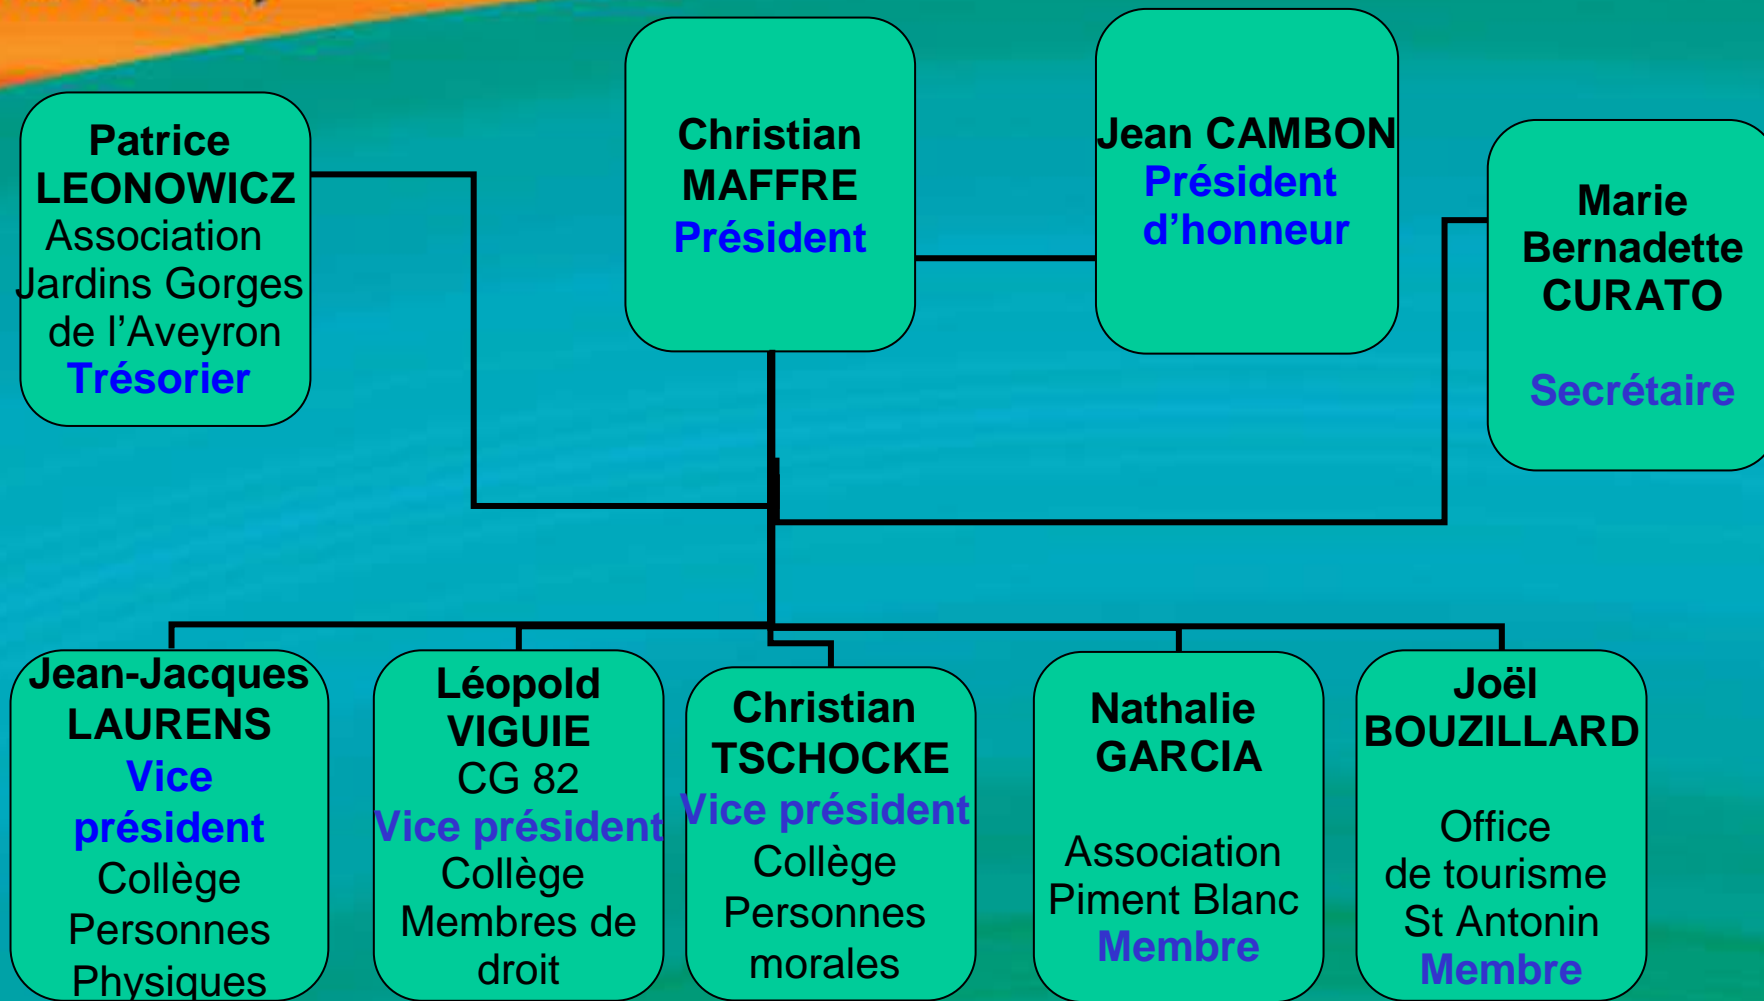 Patrice
LEONOWICZ
Association
Jardins Gorges
de l'Aveyron
Trésorier
Christian
MAFFRE
Président
Jean CAMBON
Président
d'honneur
Marie
Bernadette
CURATO
Secrétaire
Jean-Jacques
LAURENS
Vice
président
Collège
Personnes
Physiques
Léopold
VIGUIE
CG 82
Vice président
Collège
Membres de
droit
Christian
TSCHOCKE
Vice président
Collège
Personnes
morales
Nathalie
GARCIA
Association
Piment Blanc
Membre
Joël
BOUZILLARD
Office
de tourisme
St Antonin
Membre